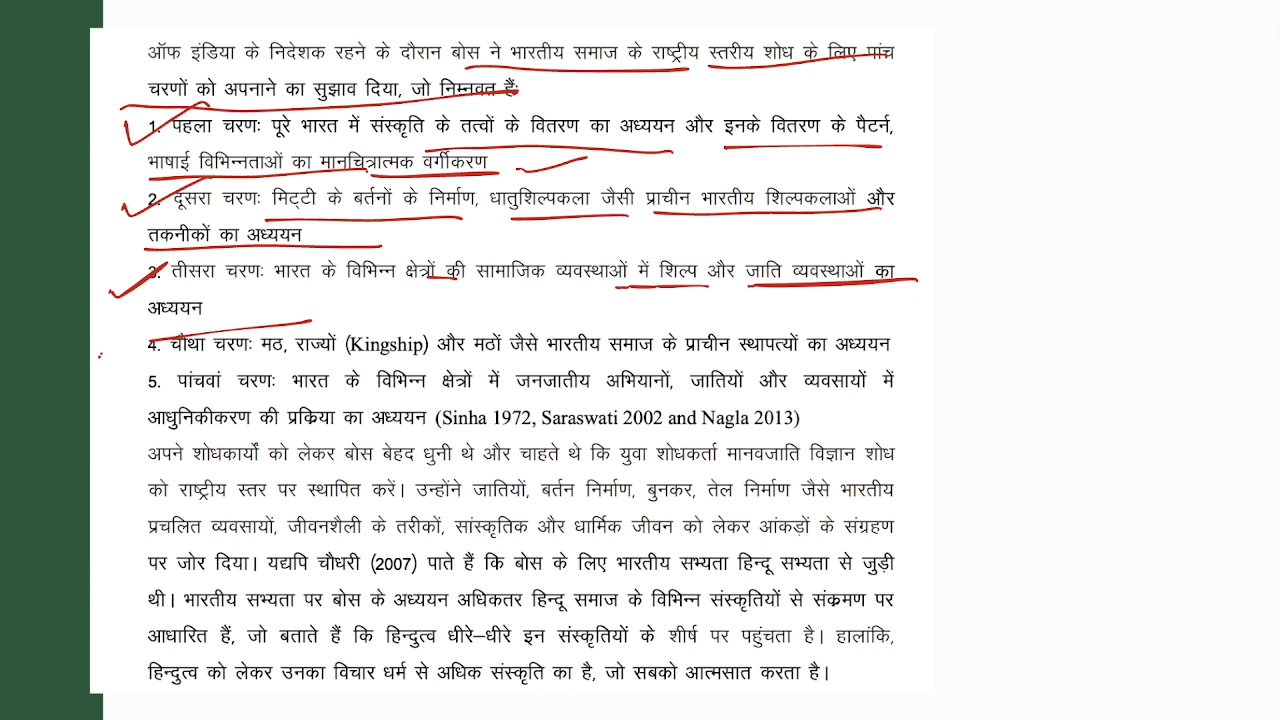 ऑफ इंडिया के निदेशक रहने के दौरान बोस ने भारतीय समाज के राष्ट्रीय स्तरीय शोध के लिए पांच
चरणों को अपनाने का सुझाव दिया, जो निम्नवत हैंः
1. पहला चरणः पूरे भारत में संस्कृति के तत्वों के वितरण का अध्ययन और इनके वितरण के पैटर्न,
भाषाई विभिन्नताओं का मानचित्रात्मक वर्गीकरण
2. दूसरा चरणः मिट्टी के बर्तनों के निर्माण, धातुशिल्पकला जैसी प्राचीन भारतीय शिल्पकलाओं और
तकनीकों का अध्ययन
3. तीसरा चरणः भारत के विभिन्न क्षेत्रों की सामाजिक व्यवस्थाओं में शिल्प और जाति व्यवस्थाओं का
अध्ययन
4. चौथा चरणः मठ, राज्यों (Kingship) और मठों जैसे भारतीय समाज के प्राचीन स्थापत्यों का अध्ययन
5. पांचवां चरणः भारत के विभिन्न क्षेत्रों में जनजातीय अभियानों, जातियों और व्यवसायों में
आधुनिकीकरण की प्रक्रिया का अध्ययन (Sinha 1972, Saraswati 2002 and Nagla 2013)
अपने शोधकार्यों को लेकर बोस बेहद धुनी थे और चाहते थे कि युवा शोधकर्ता मानवजाति विज्ञान शोध
को राष्ट्रीय स्तर पर स्थापित करें। उन्होंने जातियों, बर्तन निर्माण, बुनकर, तेल निर्माण जैसे भारतीय
प्रचलित व्यवसायों, जीवनशैली के तरीकों, सांस्कृतिक और धार्मिक जीवन को लेकर आंकड़ों के संग्रहण
पर जोर दिया। यद्यपि चौधरी (2007) पाते हैं कि बोस के लिए भारतीय सभ्यता हिन्दू सभ्यता से जुड़ी
थी। भारतीय सभ्यता पर बोस के अध्ययन अधिकतर हिन्दू समाज के विभिन्न संस्कृतियों से संक्रमण पर
आधारित हैं, जो बताते हैं कि हिन्दुत्व धीरे–धीरे इन संस्कृतियों के शीर्ष पर पहुंचता है। हालांकि,
हिन्दुत्व को लेकर उनका विचार धर्म से अधिक संस्कृति का है, जो सबको आत्मसात करता है।